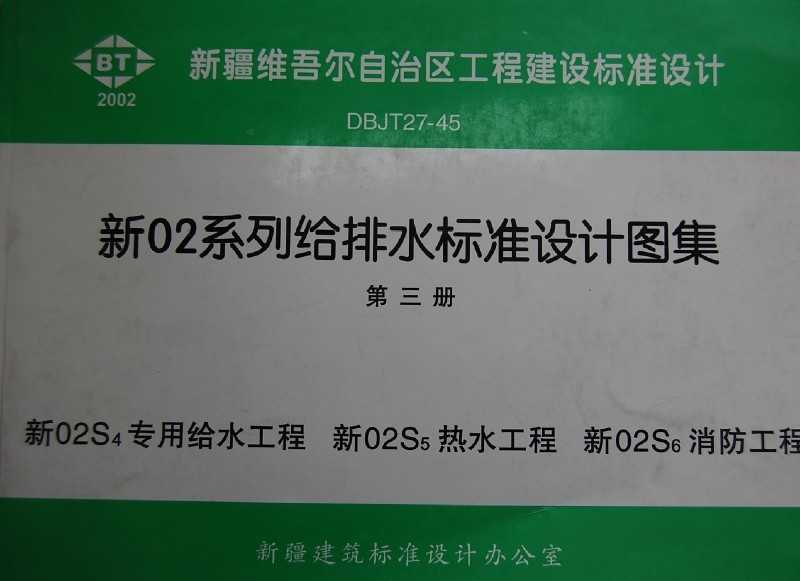 BT
2002
新疆维吾尔自治区工程建设标准设计
DBJT27-45
新02系列给排水标准设计图集
第三册
新02S4专用给水工程 新02S5热水工程 新02S6消防工程
新疆建筑标准设计办公室